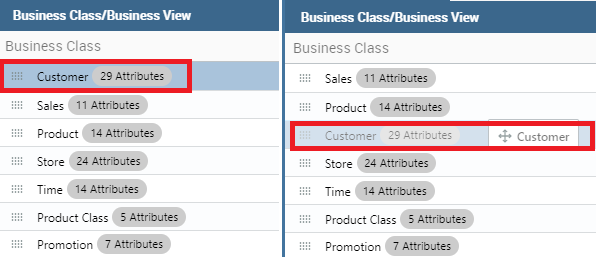 Business Class/Business View
Business Class
Customer 29 Attributes
Sales 11 Attributes
Product 14 Attributes
Store 24 Attributes
Time 14 Attributes
Product Class 5 Attributes
Promotion 7 Attributes
Business Class/Business View
Business Class
Sales 11 Attributes
Product 14 Attributes
Customer 29 Attributes Customer
Store 24 Attributes
Time 14 Attributes
Product Class 5 Attributes
Promotion 7 Attributes